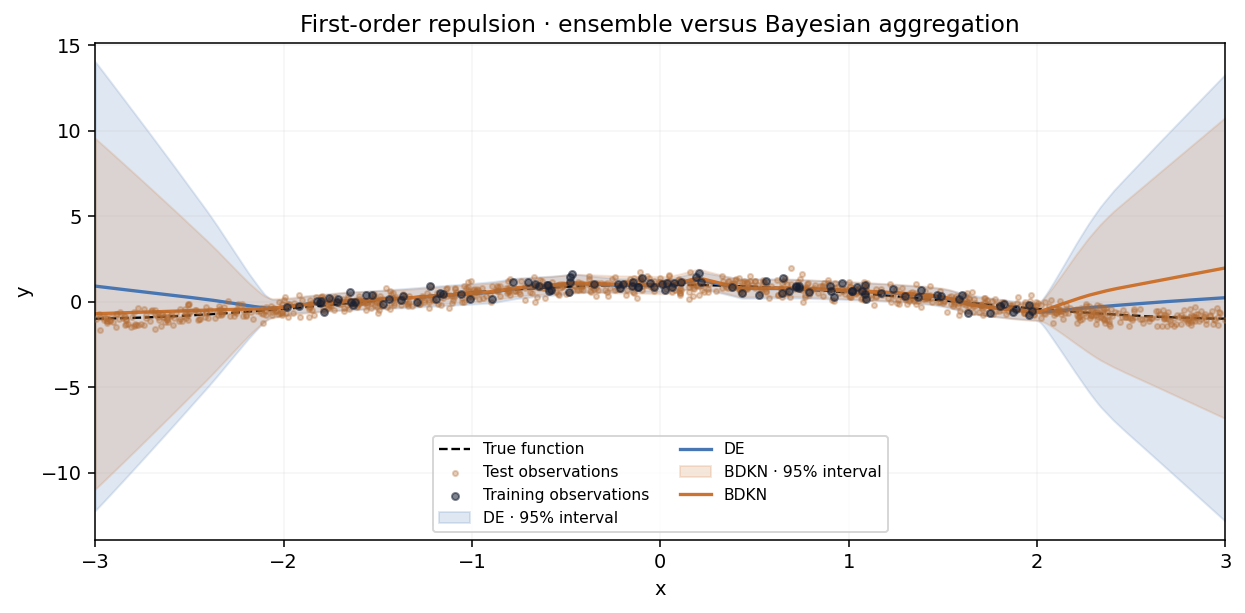 First-order repulsion · ensemble versus Bayesian aggregation
15
10
5
0
−5
−10
y
−3
−2
−1
0
1
2
3
x
True function
Test observations
Training observations
DE · 95% interval
DE
BDKN · 95% interval
BDKN